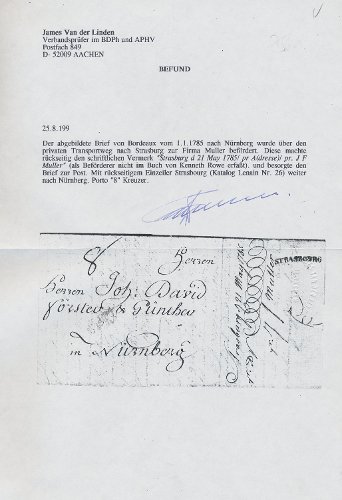 James Van der Linden
Verbandsprüfer im BDPh und APHV
Postfach 849
D- 52009 AACHEN
BEFUND
25.8.199
Der abgebildete Brief von Bordeaux vom 1.1.1785 nach Nürnberg wurde über den
privaten Transportweg nach Strasburg zur Firma Muller befördert. Diese machte
rückseitig den schriftlichen Vermerk "Strasburg d 21 May 1785/ pr Addresse/ pr. J F
Muller" (als Beförderer nicht im Buch von Kenneth Rowe erfaßt), und besorgte den
Brief zur Post. Mit rückseitigem Einzeiler Strasbourg (Katalog Lenain Nr. 26) weiter
nach Nürnberg. Porto "8" Kreuzer.
8
Herren
Herren Joh: David
Förster & Günther
in Nürnberg
STRASBOURG